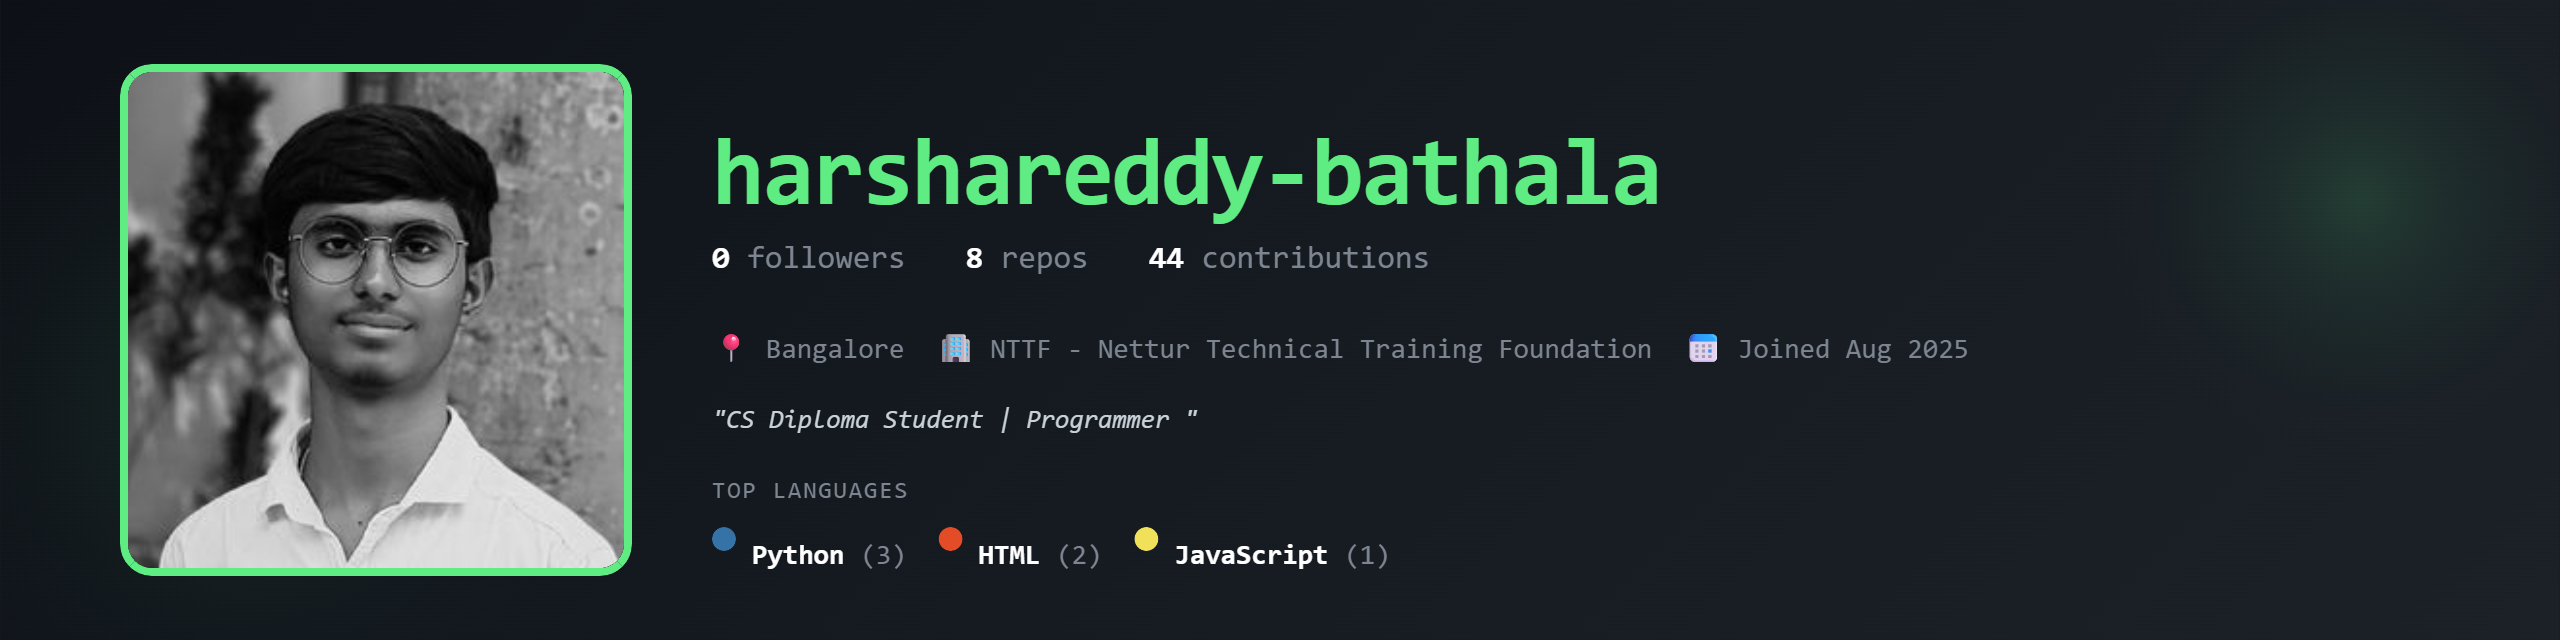 harshareddy-bathala
0 followers 8 repos 44 contributions
Bangalore NTTF - Nettur Technical Training Foundation Joined Aug 2025
"CS Diploma Student | Programmer "
TOP LANGUAGES
Python (3) HTML (2) JavaScript (1)